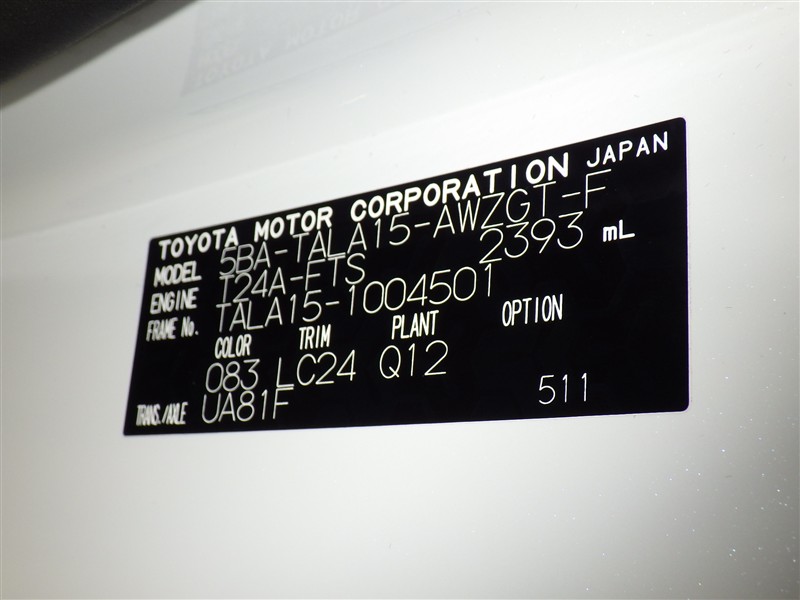 TOYOTA MOTOR CORPORATION JAPAN
MODEL 5BA-TALA15-AWZGT-F
ENGINE T24A-FTS 2393 mL
FRAME No. TALA15-1004501
COLOR TRIM PLANT OPTION
083 LC24 Q12
TRANS./AXLE UA81F 511